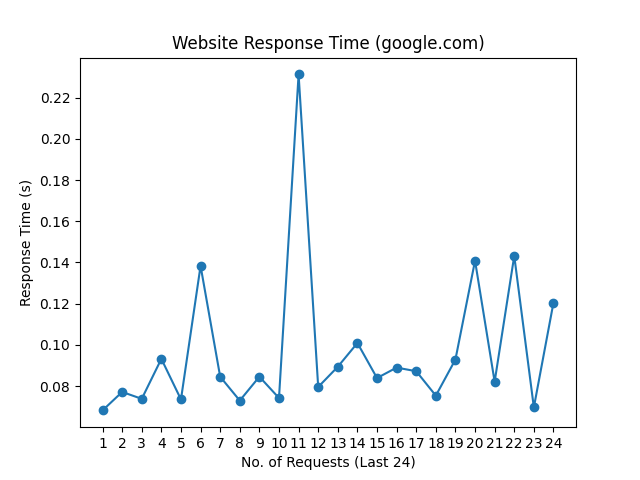 Website Response Time (google.com)
Response Time (s)
0.22
0.20
0.18
0.16
0.14
0.12
0.10
0.08
1 2 3 4 5 6 7 8 9 10 11 12 13 14 15 16 17 18 19 20 21 22 23 24
No. of Requests (Last 24)